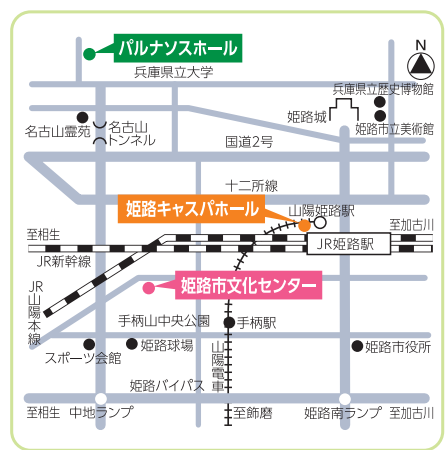 パルナソスホール
兵庫県立大学
N
兵庫県立歴史博物館
姫路城
姫路市立美術館
名古山霊苑
名古山
トンネル
国道2号
十二所線
姫路キャスパホール
山陽姫路駅
至相生
至加古川
JR姫路駅
JR新幹線
JR山陽本線
姫路市文化センター
手柄山中央公園
手柄駅
スポーツ会館
姫路球場
山陽電車
姫路市役所
姫路バイパス
至相生
中地ランプ
至飾磨
姫路南ランプ
至加古川